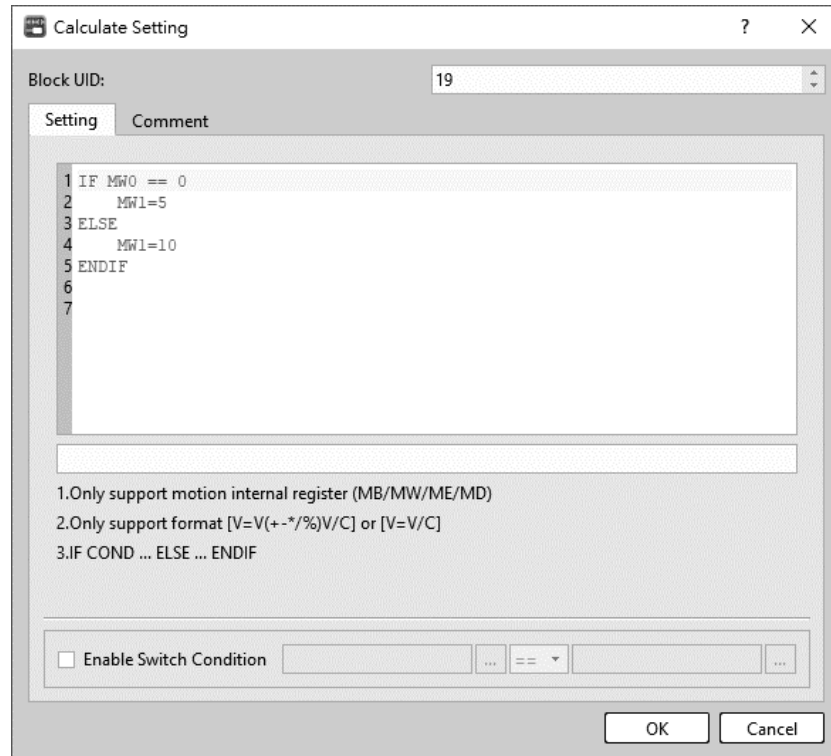 Calculate Setting ?
Block UID: 19
Setting Comment
1 IF MW0 == 0
2 MW1=5
3 ELSE
4 MW1=10
5 ENDIF
6
7
1.Only support motion internal register (MB/MW/ME/MD)
2.Only support format [V=V(+-*/%)V/C] or [V=V/C]
3.IF COND ... ELSE ... ENDIF
Enable Switch Condition ... == ...
OK Cancel